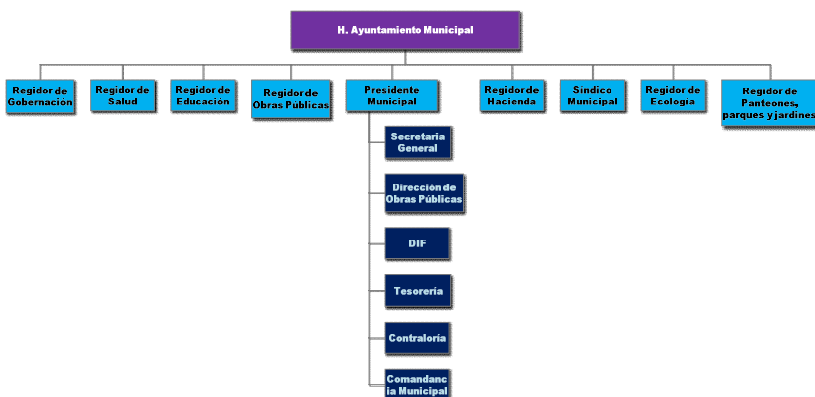 H. Ayuntamiento Municipal
Regidor de
Gobernación
Regidor de
Salud
Regidor de
Educación
Regidor de
Obras Públicas
Presidente
Municipal
Regidor de
Hacienda
Síndico
Municipal
Regidor de
Ecología
Regidor de
Panteones,
parques y jardines
Secretaría
General
Dirección de
Obras Públicas
DIF
Tesorería
Contraloría
Comandanc
ia Municipal